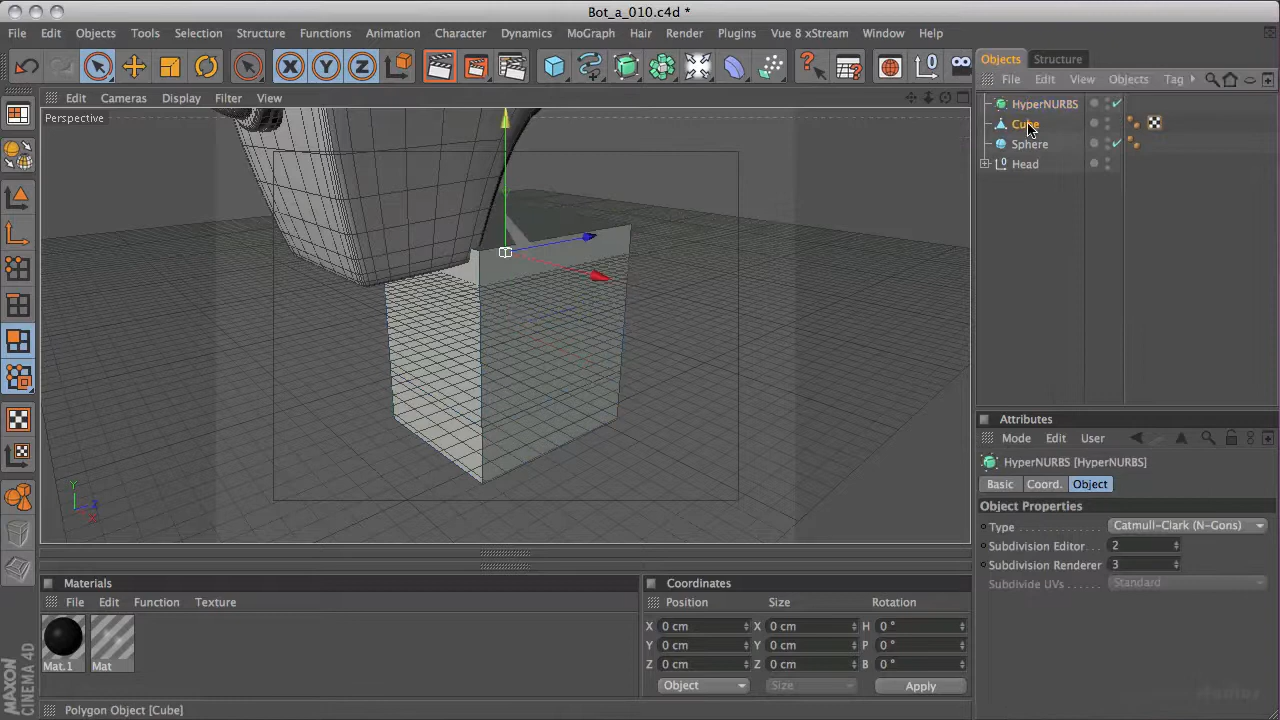 Bot_a_010.c4d *
File Edit Objects Tools Selection Structure Functions Animation Character Dynamics MoGraph Hair Render Plugins Vue 8 xStream Window Help
Objects Structure
File Edit View Objects Tag
Edit Cameras Display Filter View
Perspective
HyperNURBS
Cube
Sphere
Head
Y
Z
X
Attributes
Mode Edit User
HyperNURBS [HyperNURBS]
Basic Coord. Object
Object Properties
Type Catmull-Clark (N-Gons)
Subdivision Editor . . . 2
Subdivision Renderer 3
Subdivide UVs Standard
Materials
File Edit Function Texture
Mat.1 Mat
Coordinates
Position Size Rotation
X 0 cm X 0 cm H 0 °
Y 0 cm Y 0 cm P 0 °
Z 0 cm Z 0 cm B 0 °
Object Size Apply
MAXON
CINEMA 4D
Polygon Object [Cube]